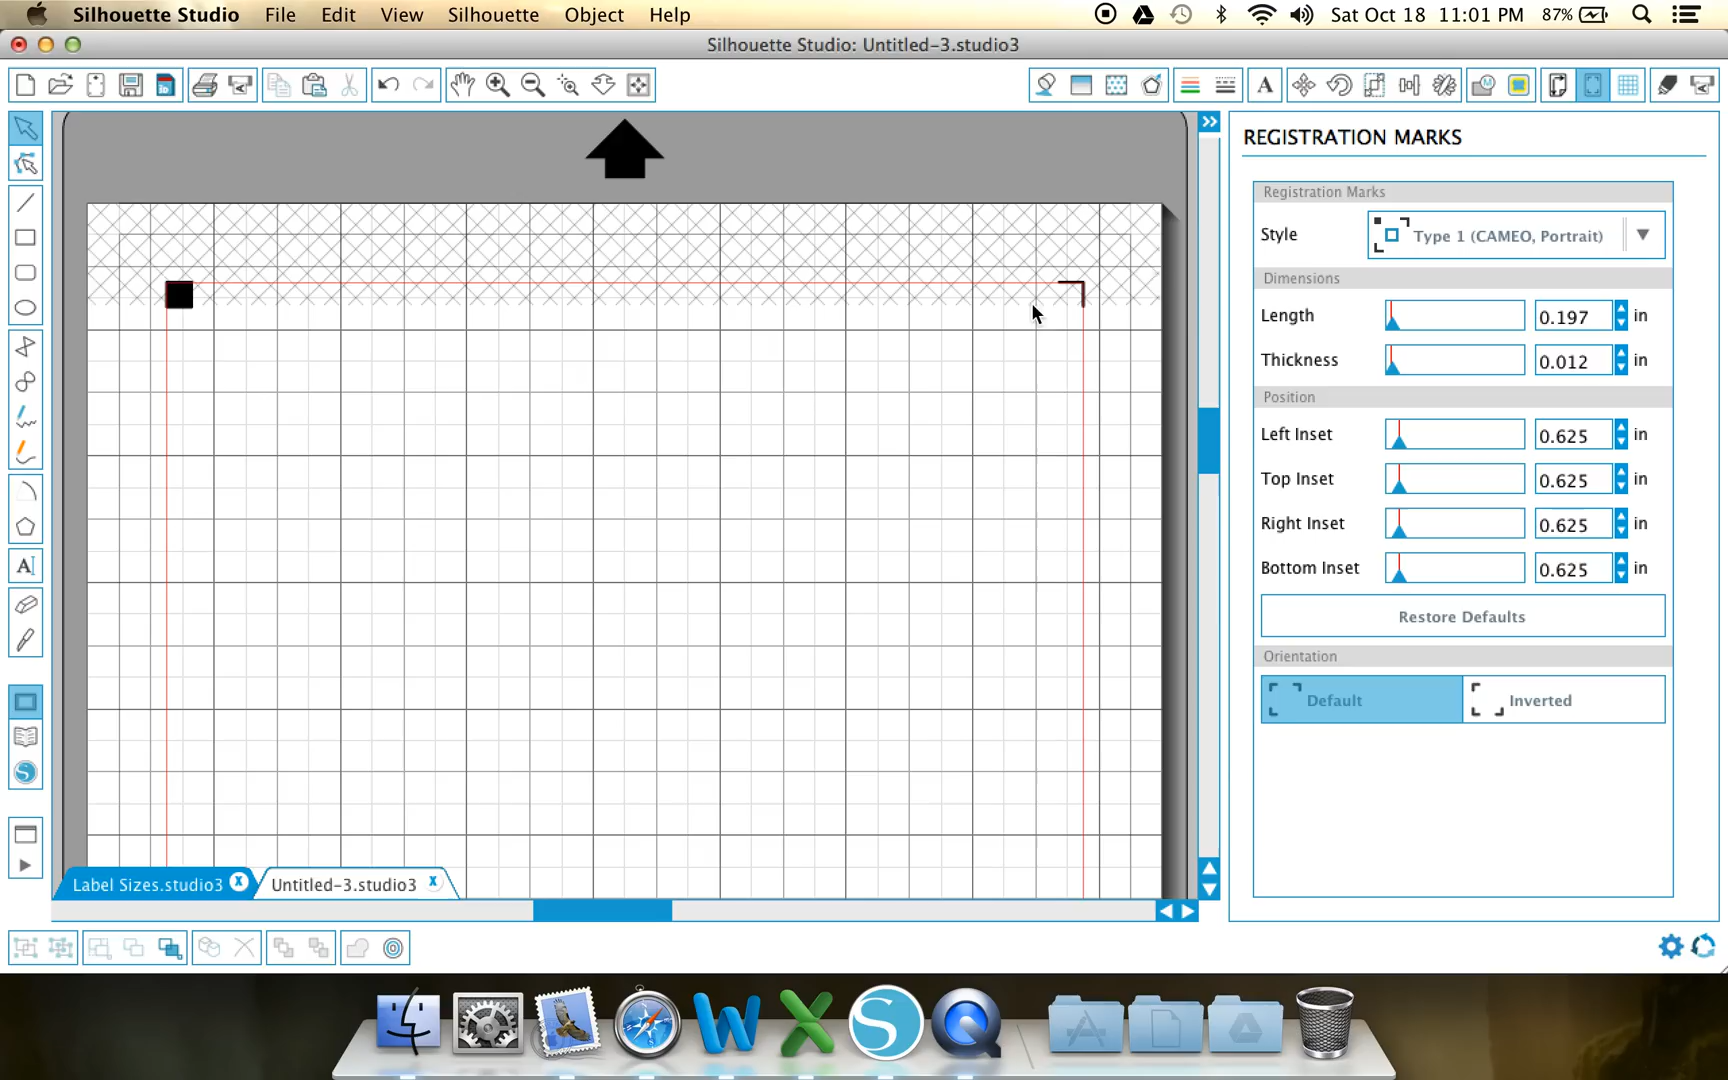 Silhouette Studio File Edit View Silhouette Object Help Sat Oct 18 11:01 PM 87%
Silhouette Studio: Untitled-3.studio3
REGISTRATION MARKS
Registration Marks
Style Type 1 (CAMEO, Portrait)
Dimensions
Length 0.197 in
Thickness 0.012 in
Position
Left Inset 0.625 in
Top Inset 0.625 in
Right Inset 0.625 in
Bottom Inset 0.625 in
Restore Defaults
Orientation
Default Inverted
Label Sizes.studio3 x Untitled-3.studio3 x